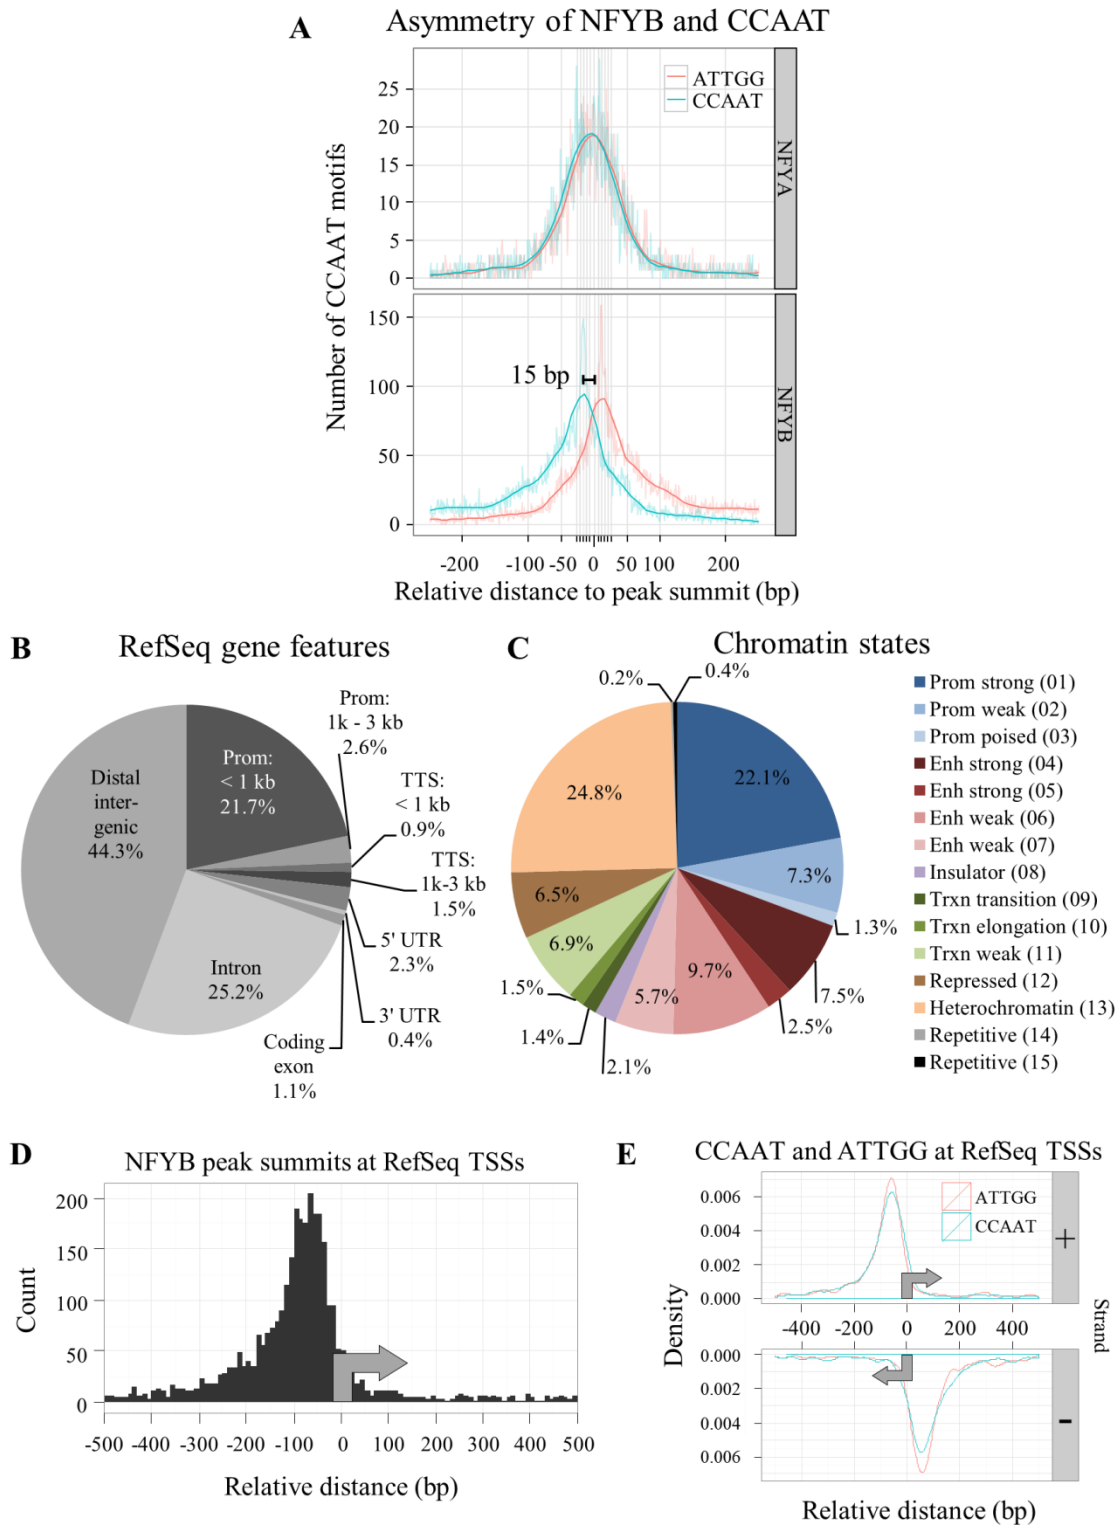 A
Asymmetry of NFYB and CCAAT
Number of CCAAT motifs
25
20
15
10
5
0
ATTGG
CCAAT
NFYA
150
100
50
0
15 bp
NFYB
-200
-100
-50
0
50
100
200
Relative distance to peak summit (bp)
B
RefSeq gene features
Prom:
1k - 3 kb
2.6%
Prom:
< 1 kb
21.7%
Distal
inter-
genic
44.3%
TTS:
< 1 kb
0.9%
TTS:
1k-3 kb
1.5%
5' UTR
2.3%
3' UTR
0.4%
Intron
25.2%
Coding
exon
1.1%
C
Chromatin states
0.2%
0.4%
22.1%
7.3%
1.3%
7.5%
2.5%
9.7%
5.7%
2.1%
1.4%
1.5%
6.9%
6.5%
24.8%
Prom strong (01)
Prom weak (02)
Prom poised (03)
Enh strong (04)
Enh strong (05)
Enh weak (06)
Enh weak (07)
Insulator (08)
Trxn transition (09)
Trxn elongation (10)
Trxn weak (11)
Repressed (12)
Heterochromatin (13)
Repetitive (14)
Repetitive (15)
D
NFYB peak summits at RefSeq TSSs
Count
200
150
100
50
0
-500 -400 -300 -200 -100 0 100 200 300 400 500
Relative distance (bp)
E
CCAAT and ATTGG at RefSeq TSSs
Density
0.006
0.004
0.002
0.000
ATTGG
CCAAT
+
-400 -200 0 200 400
Strand
0.000
0.002
0.004
0.006
-
Relative distance (bp)